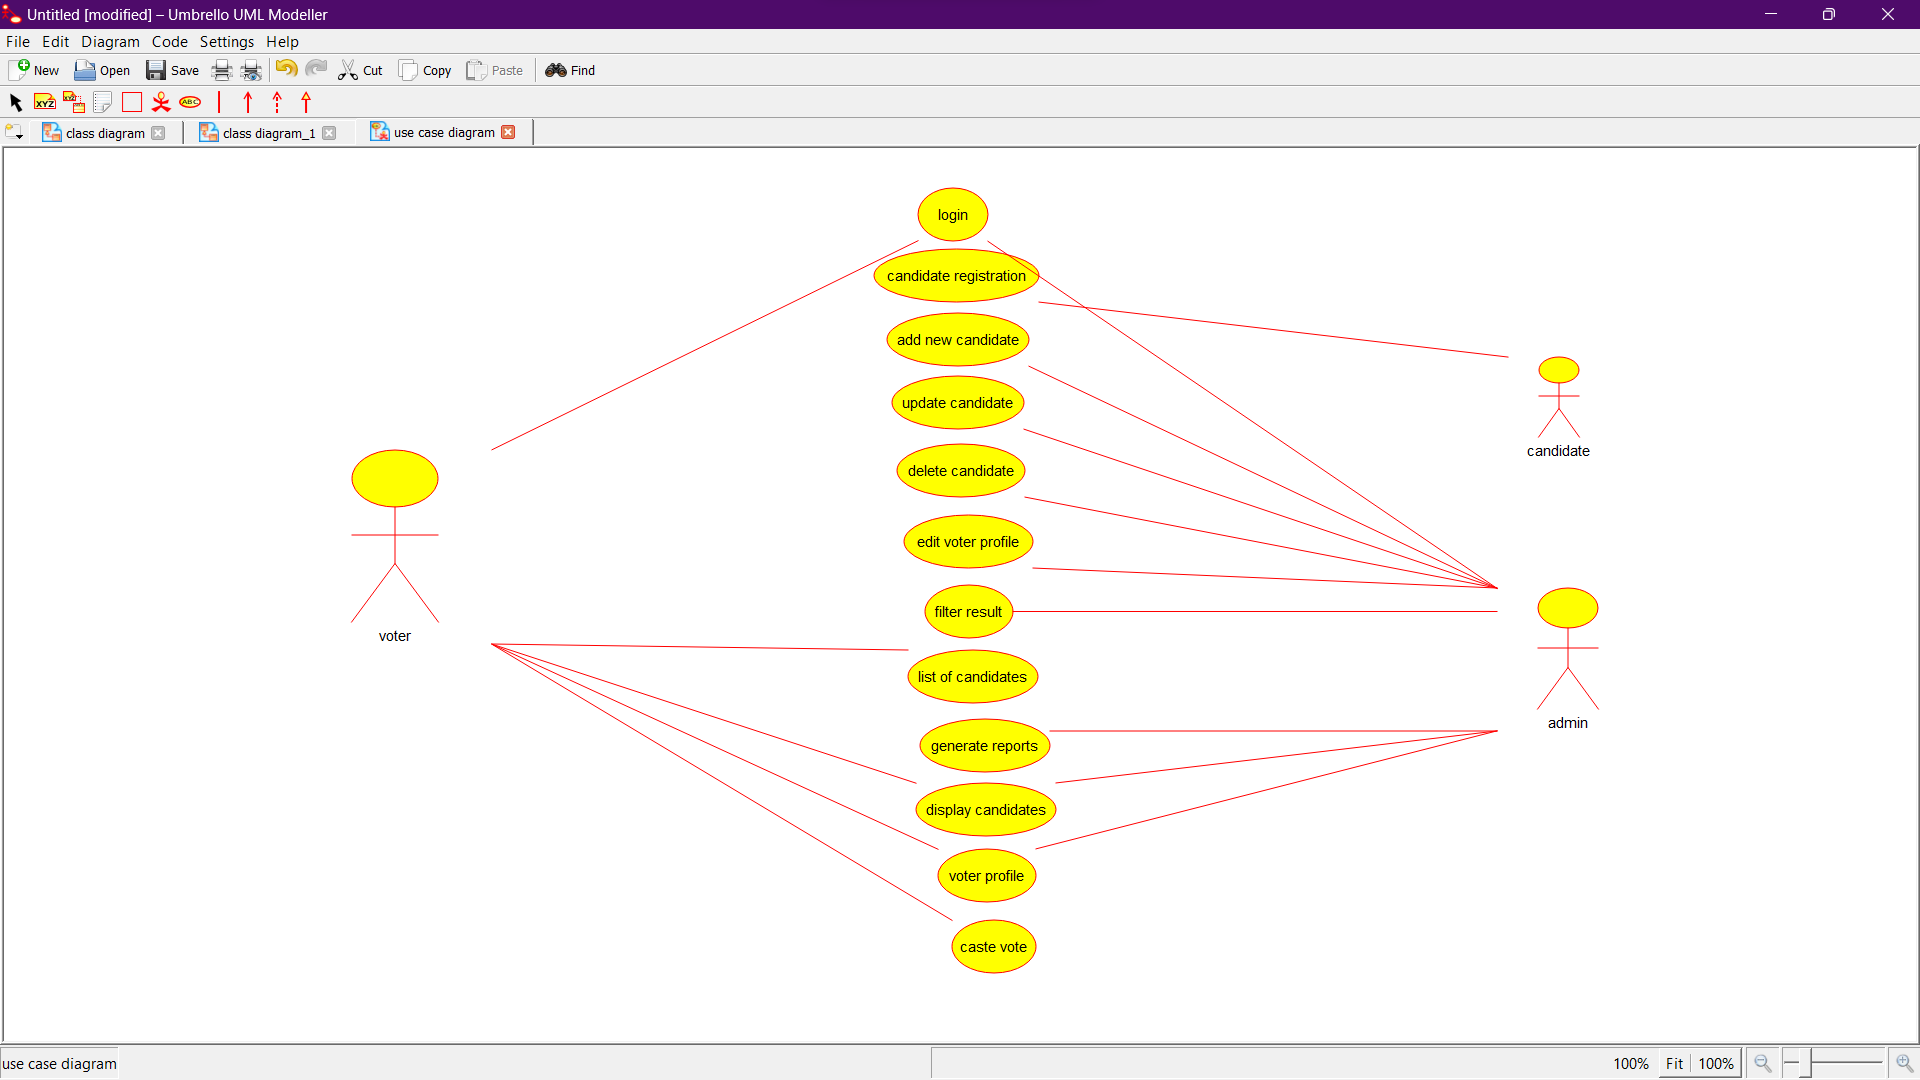 Untitled [modified] – Umbrello UML Modeller
File Edit Diagram Code Settings Help
New Open Save Cut Copy Paste Find
XYZ XYZ ABC
class diagram class diagram_1 use case diagram
login
candidate registration
add new candidate
update candidate
candidate
delete candidate
edit voter profile
filter result
voter
list of candidates
admin
generate reports
display candidates
voter profile
caste vote
use case diagram 100% Fit 100%